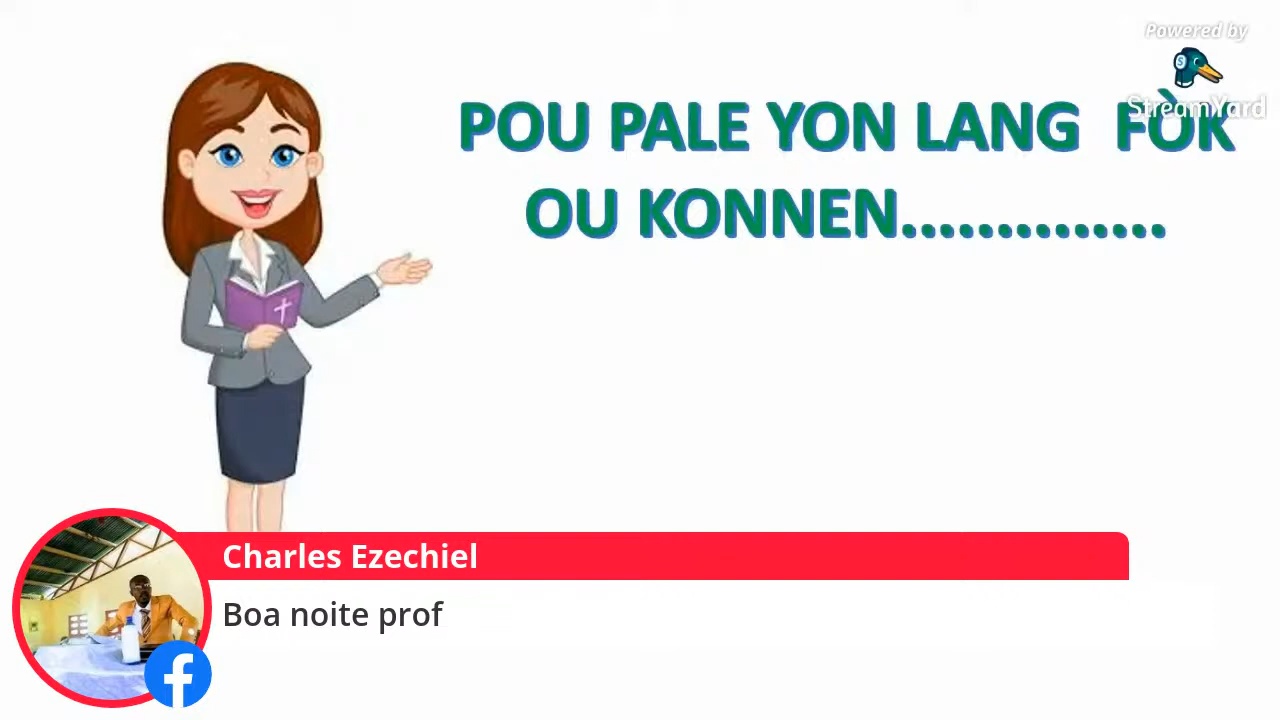 Powered by
StreamYard
POU PALE YON LANG FÒK
OU KONNEN..............
Charles Ezechiel
Boa noite prof